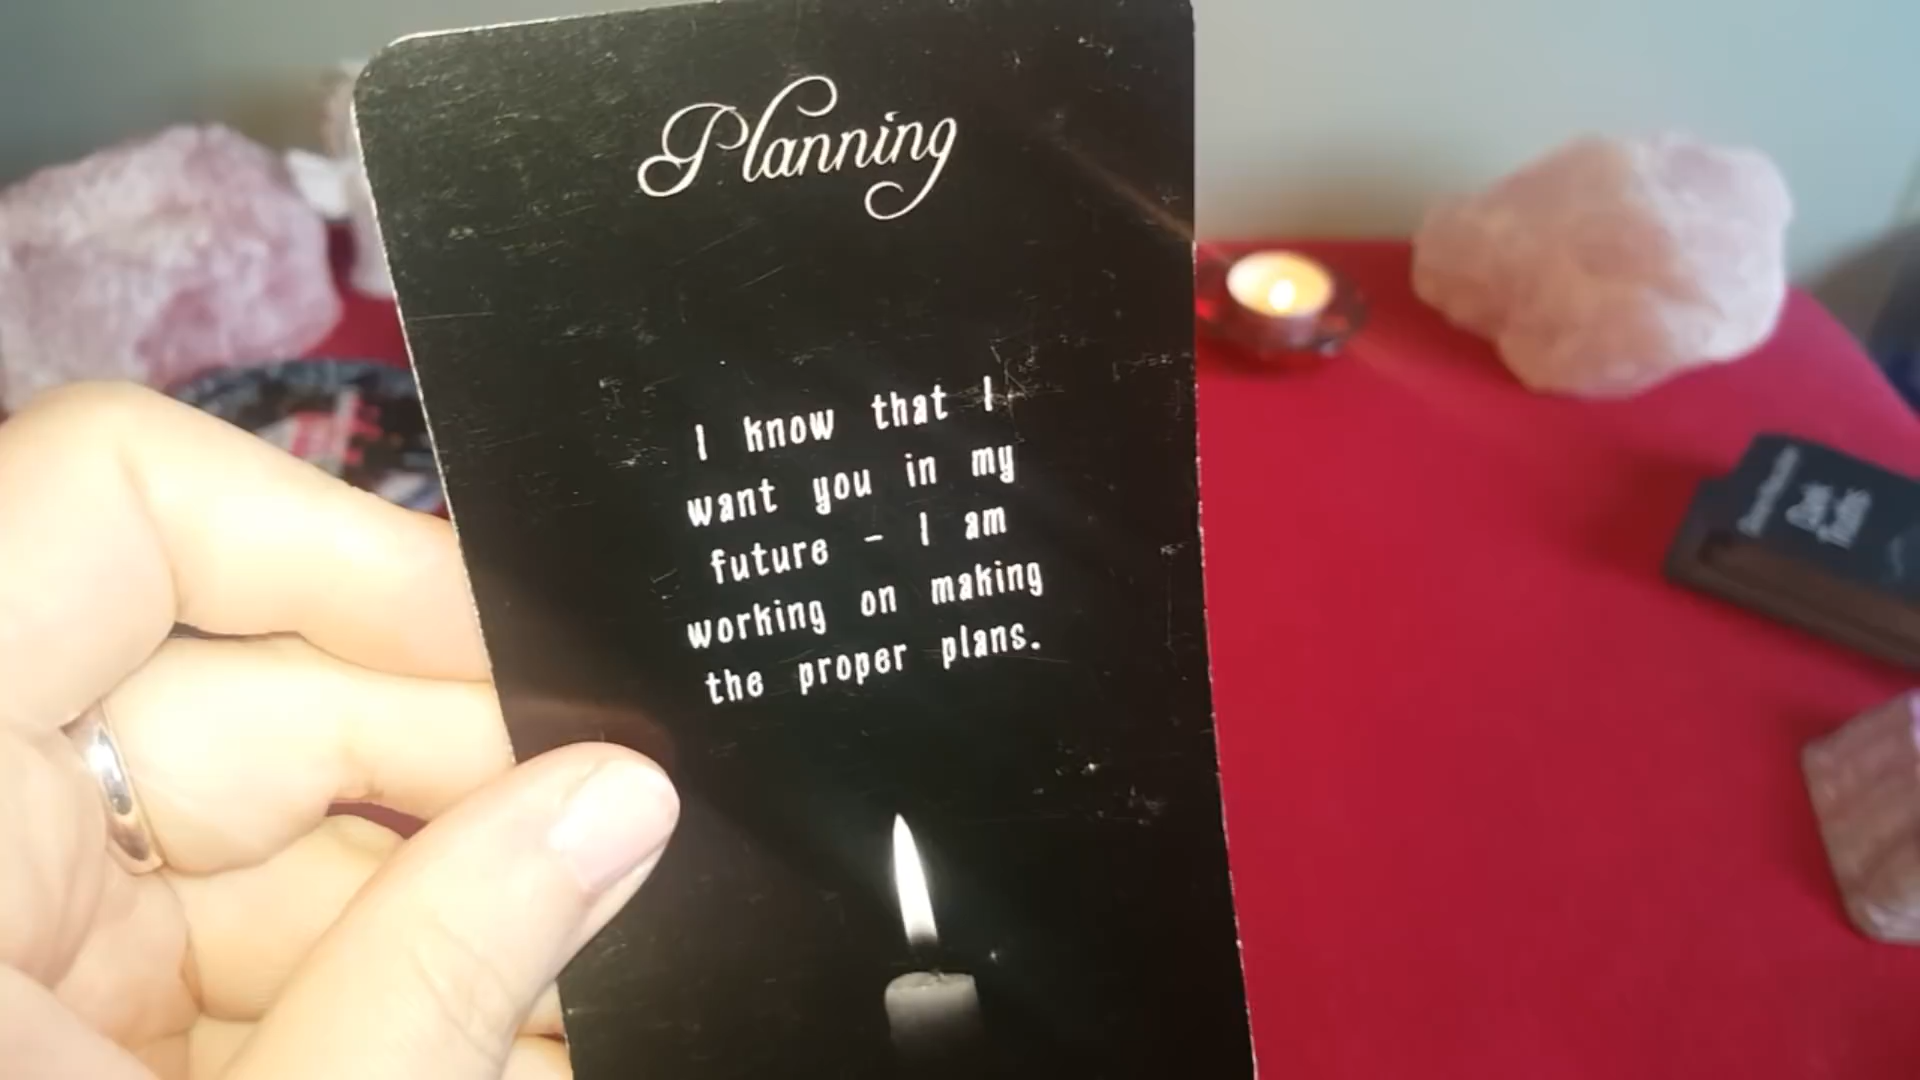 Planning
I know that I
want you in my
future - I am
working on making
the proper plans.